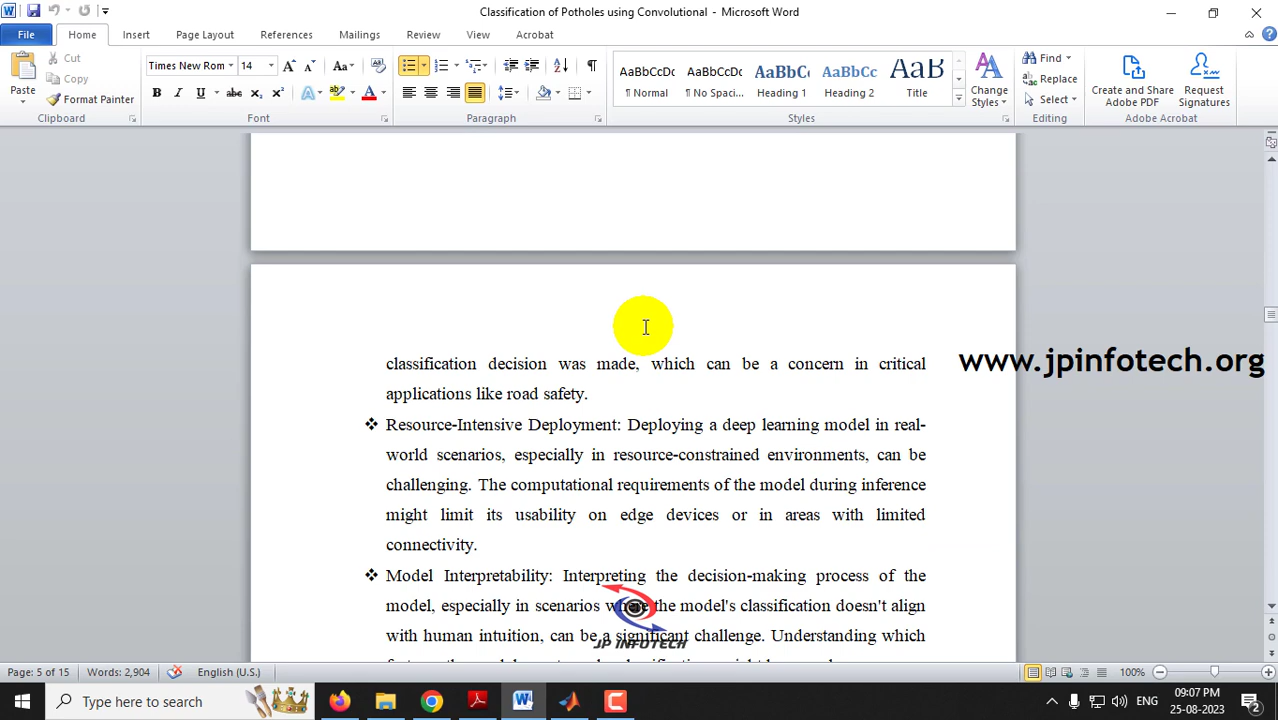 Classification of Potholes using Convolutional - Microsoft Word
File Home Insert Page Layout References Mailings Review View Acrobat
Paste
Cut
Copy
Format Painter
Clipboard
Times New Rom 14
Font
Paragraph
AaBbCcDc AaBbCcDc AaBbCc AaBbCc AaB
¶ Normal ¶ No Spaci... Heading 1 Heading 2 Title
Change Styles
Styles
Find
Replace
Select
Editing
Create and Share Adobe PDF
Request Signatures
Adobe Acrobat
classification decision was made, which can be a concern in critical
applications like road safety.
www.jpinfotech.org
❖ Resource-Intensive Deployment: Deploying a deep learning model in real-
world scenarios, especially in resource-constrained environments, can be
challenging. The computational requirements of the model during inference
might limit its usability on edge devices or in areas with limited
connectivity.
❖ Model Interpretability: Interpreting the decision-making process of the
model, especially in scenarios where the model's classification doesn't align
with human intuition, can be a significant challenge. Understanding which
JP INFOTECH
Page: 5 of 15 Words: 2,904 English (U.S.) 100%
Type here to search
ENG
09:07 PM
25-08-2023
2